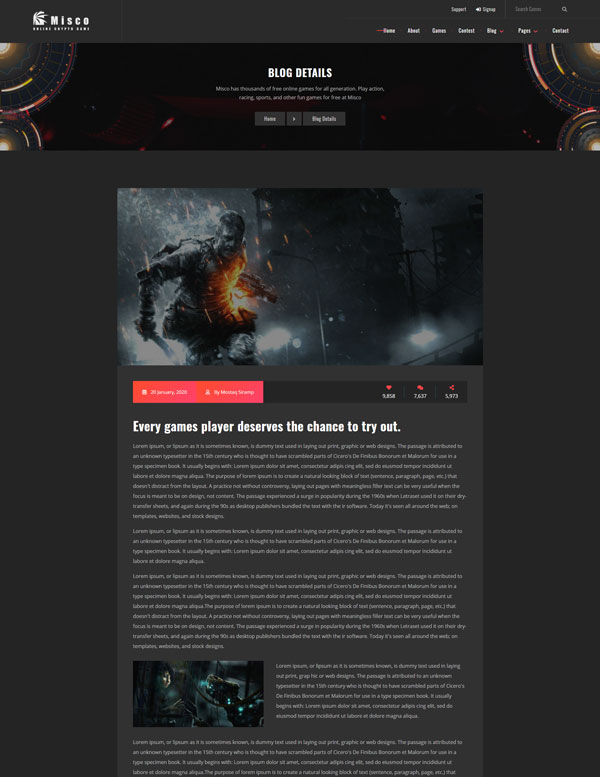 Support
Signup
Search Games
Misco
ONLINE CRYPTO GAME
Home
About
Games
Contest
Blog
Pages
Contact
BLOG DETAILS
Misco has thousands of free online games for all generation. Play action,
racing, sports, and other fun games for free at Misco
Home
Blog Details
20 January, 2020
By Mostaq Siramp
9,858
7,637
5,973
Every games player deserves the chance to try out.
Lorem ipsum, or lipsum as it is sometimes known, is dummy text used in laying out print, graphic or web designs. The passage is attributed to
an unknown typesetter in the 15th century who is thought to have scrambled parts of Cicero's De Finibus Bonorum et Malorum for use in a
type specimen book. It usually begins with: Lorem ipsum dolor sit amet, consectetur adipis cing elit, sed do eiusmod tempor incididunt ut
labore et dolore magna aliqua. The purpose of lorem ipsum is to create a natural looking block of text (sentence, paragraph, page, etc.) that
doesn't distract from the layout. A practice not without controversy, laying out pages with meaningless filler text can be very useful when the
focus is meant to be on design, not content. The passage experienced a surge in popularity during the 1960s when Letraset used it on their dry-
transfer sheets, and again during the 90s as desktop publishers bundled the text with the ir software. Today it's seen all around the web; on
templates, websites, and stock designs.
Lorem ipsum, or lipsum as it is sometimes known, is dummy text used in laying out print, graphic or web designs. The passage is attributed to
an unknown typesetter in the 15th century who is thought to have scrambled parts of Cicero's De Finibus Bonorum et Malorum for use in a
type specimen book. It usually begins with: Lorem ipsum dolor sit amet, consectetur adipis cing elit, sed do eiusmod tempor incididunt ut
labore et dolore magna aliqua.
Lorem ipsum, or lipsum as it is sometimes known, is dummy text used in laying out print, graphic or web designs. The passage is attributed to
an unknown typesetter in the 15th century who is thought to have scrambled parts of Cicero's De Finibus Bonorum et Malorum for use in a
type specimen book. It usually begins with: Lorem ipsum dolor sit amet, consectetur adipis cing elit, sed do eiusmod tempor incididunt ut
labore et dolore magna aliqua.The purpose of lorem ipsum is to create a natural looking block of text (sentence, paragraph, page, etc.) that
doesn't distract from the layout. A practice not without controversy, laying out pages with meaningless filler text can be very useful when the
focus is meant to be on design, not content. The passage experienced a surge in popularity during the 1960s when Letraset used it on their dry-
transfer sheets, and again during the 90s as desktop publishers bundled the text with the ir software. Today it's seen all around the web; on
templates, websites, and stock designs.
Lorem ipsum, or lipsum as it is sometimes known, is dummy text used in laying
out print, grap hic or web designs. The passage is attributed to an unknown
typesetter in the 15th century who is thought to have scrambled parts of Cicero's
De Finibus Bonorum et Malorum for use in a type specimen book. It usually
begins with: Lorem ipsum dolor sit amet, consectetur adipis cing elit, sed do
eiusmod tempor incididunt ut labore et dolore magna aliqua.
Lorem ipsum, or lipsum as it is sometimes known, is dummy text used in laying out print, graphic or web designs. The passage is attributed to
an unknown typesetter in the 15th century who is thought to have scrambled parts of Cicero's De Finibus Bonorum et Malorum for use in a
type specimen book. It usually begins with: Lorem ipsum dolor sit amet, consectetur adipis cing elit, sed do eiusmod tempor incididunt ut
labore et dolore magna aliqua.The purpose of lorem ipsum is to create a natural looking block of text (sentence, paragraph, page, etc.) that